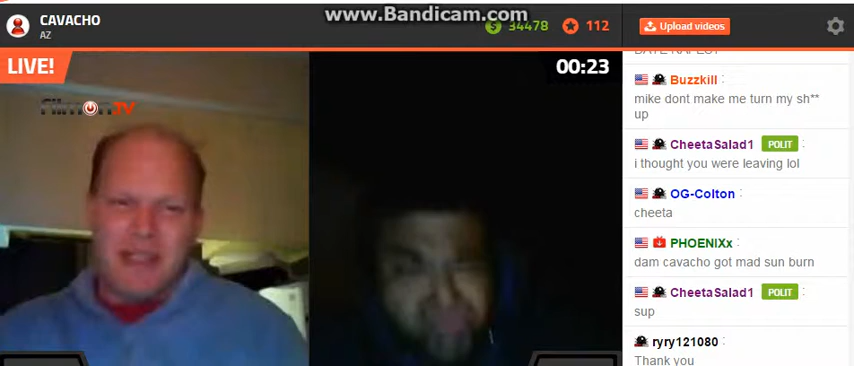 www.Bandicam.com
CAVACHO
AZ
34478
112
Upload videos
LIVE!
00:23
FilmOnTV
Buzzkill :
mike dont make me turn my sh**
up
CheetaSalad1 POLIT :
i thought you were leaving lol
OG-Colton :
cheeta
PHOENIXx :
dam cavacho got mad sun burn
CheetaSalad1 POLIT :
sup
ryry121080 :
Thank you